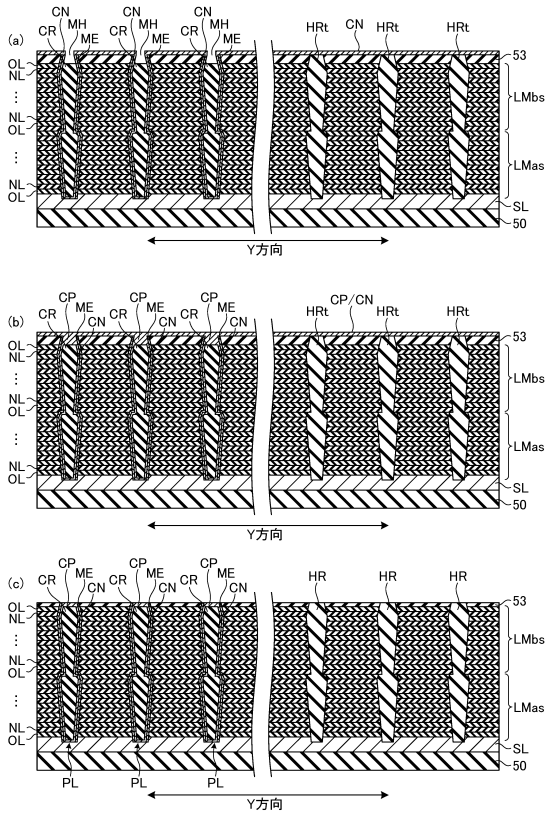 (a)
CN CN CN
CR MH ME CR MH ME CR MH ME HRt CN HRt HRt
OL 53
NL
⋮ LMbs
NL
OL
⋮ LMas
NL
OL SL
50
Y方向
(b)
CP CP CP CP/CN
CR ME CN CR ME CN CR ME CN HRt HRt HRt
OL 53
NL
⋮ LMbs
NL
OL
⋮ LMas
NL
OL SL
50
Y方向
(c)
CP CP CP
CR ME CN CR ME CN CR ME CN HR HR HR
OL 53
NL
⋮ LMbs
NL
OL
⋮ LMas
NL
OL SL
50
PL PL PL
Y方向